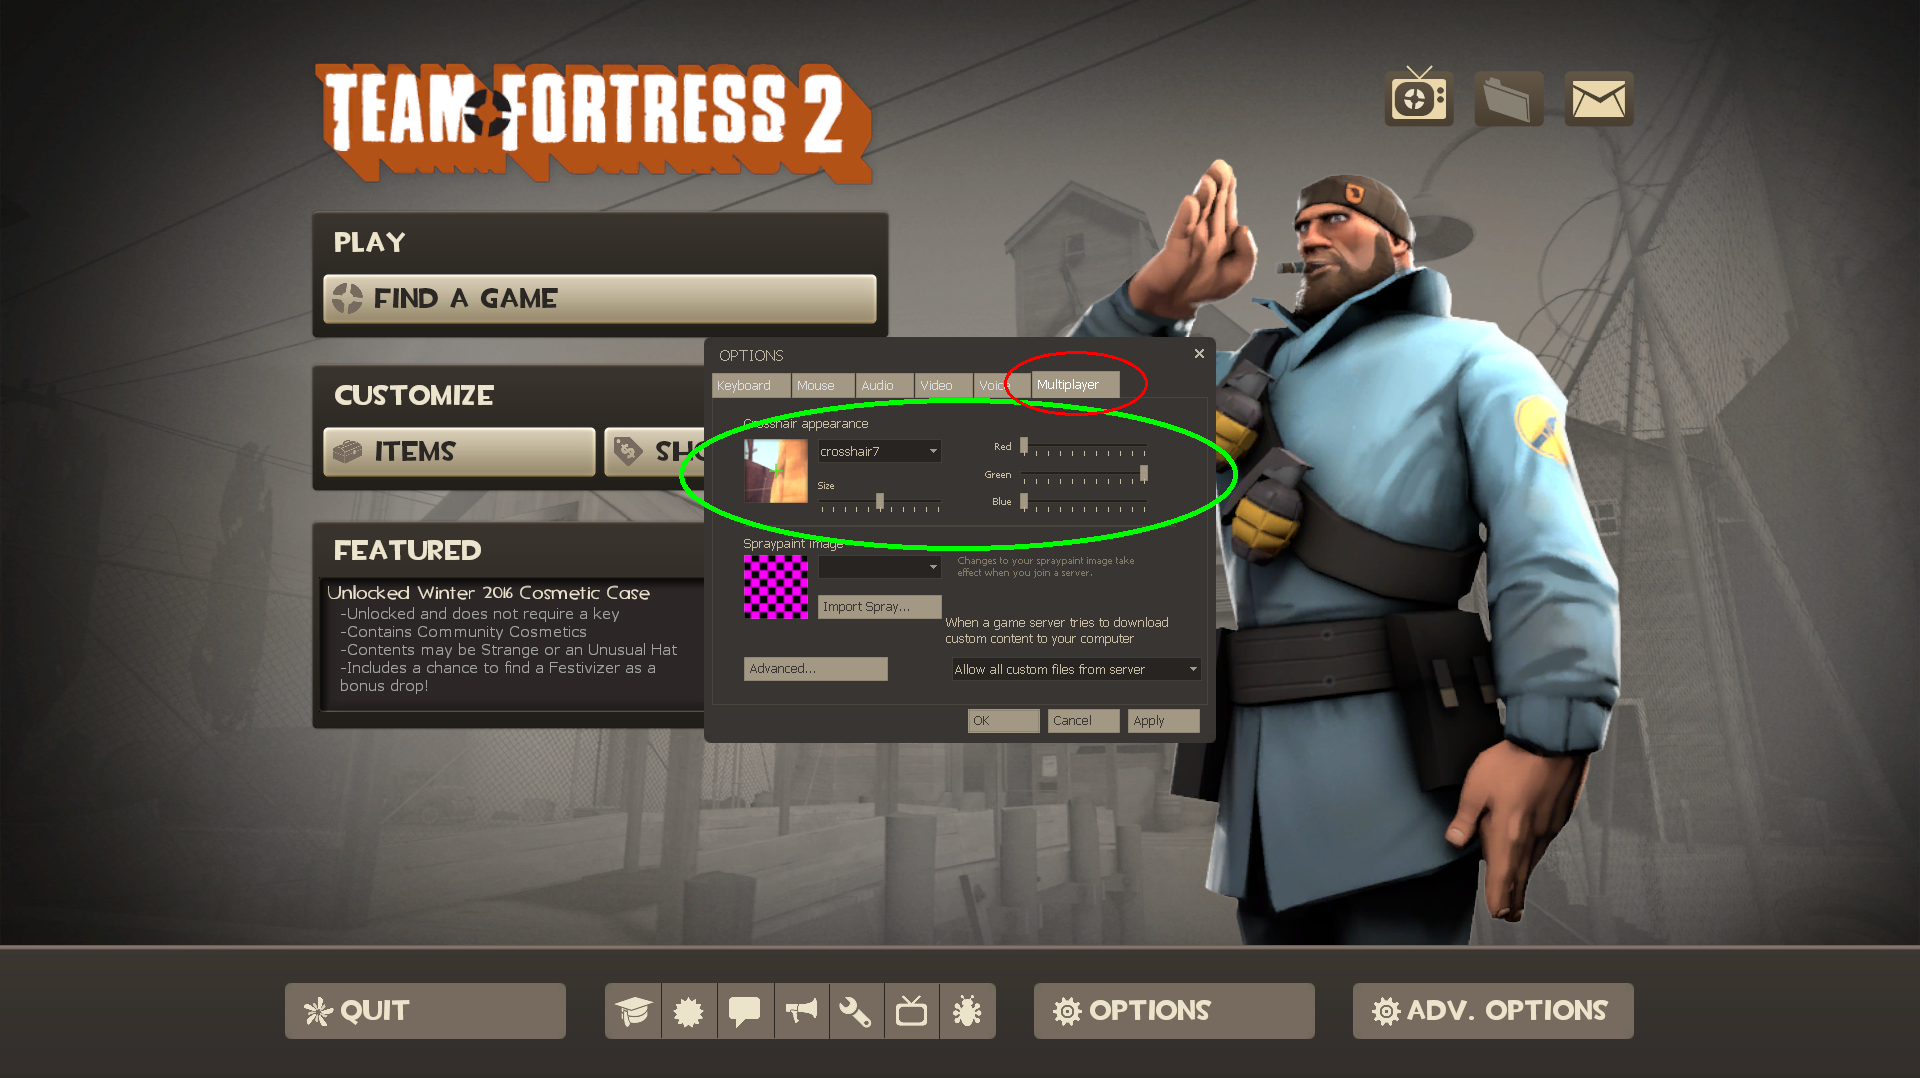 TEAM FORTRESS 2
PLAY
FIND A GAME
CUSTOMIZE
ITEMS
FEATURED
Unlocked Winter 2016 Cosmetic Case
-Unlocked and does not require a key
-Contains Community Cosmetics
-Contents may be Strange or an Unusual Hat
-Includes a chance to find a Festivizer as a
bonus drop!
OPTIONS
Keyboard Mouse Audio Video Voice Multiplayer
Crosshair appearance
crosshair7
Size
Red
Green
Blue
Spraypaint image
Changes to your spraypaint image take
effect when you join a server.
Import Spray...
When a game server tries to download
custom content to your computer
Advanced...
Allow all custom files from server
OK Cancel Apply
QUIT
OPTIONS
ADV. OPTIONS